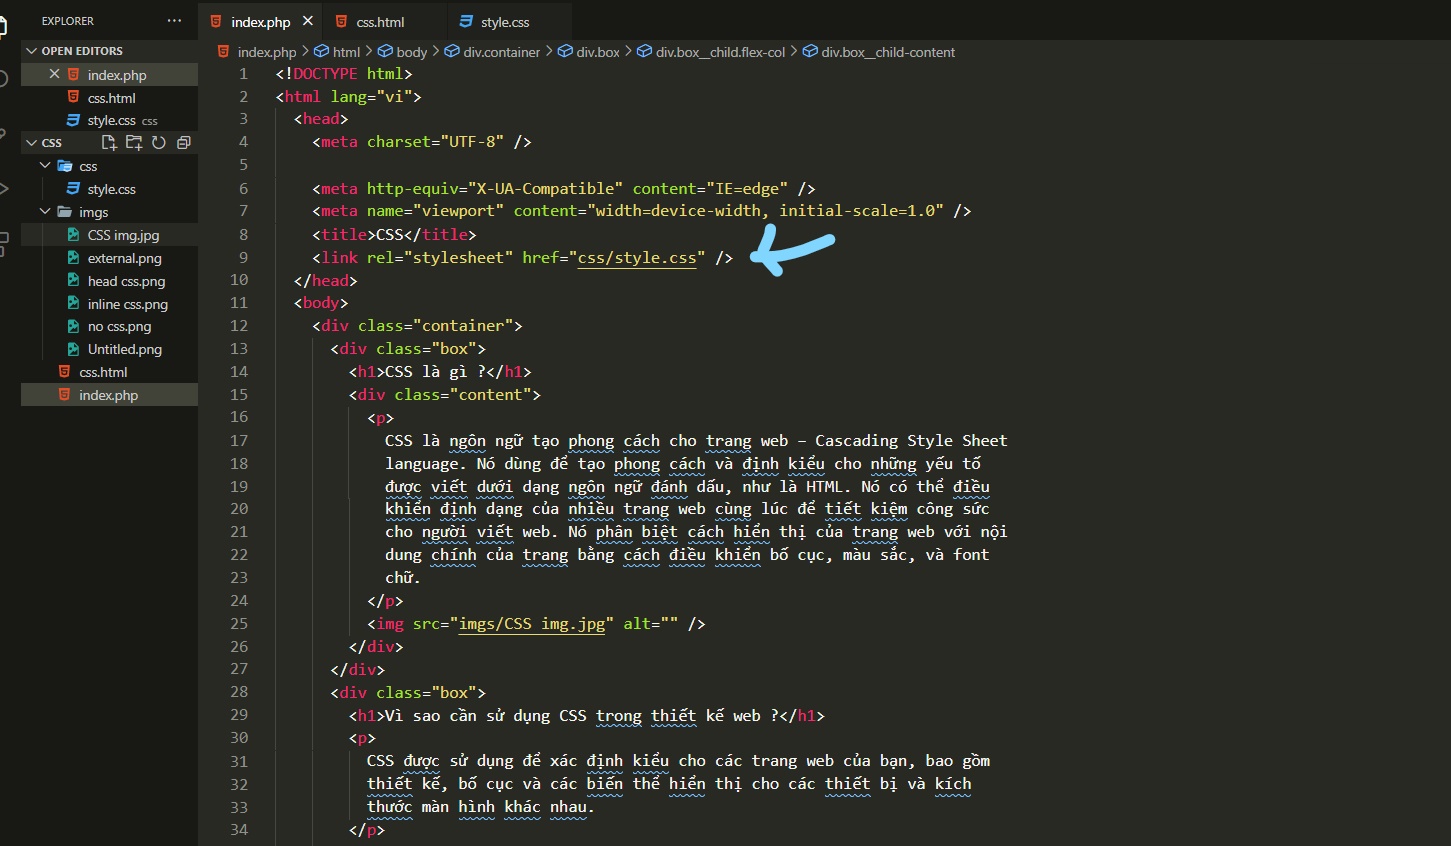 EXPLORER ···
index.php css.html style.css
OPEN EDITORS
index.php
css.html
style.css css
CSS
css
style.css
imgs
CSS img.jpg
external.png
head css.png
inline css.png
no css.png
Untitled.png
css.html
index.php
index.php > html > body > div.container > div.box > div.box__child.flex-col > div.box__child-content
1 <!DOCTYPE html>
2 <html lang="vi">
3 <head>
4 <meta charset="UTF-8" />
5
6 <meta http-equiv="X-UA-Compatible" content="IE=edge" />
7 <meta name="viewport" content="width=device-width, initial-scale=1.0" />
8 <title>CSS</title>
9 <link rel="stylesheet" href="css/style.css" />
10 </head>
11 <body>
12 <div class="container">
13 <div class="box">
14 <h1>CSS là gì ?</h1>
15 <div class="content">
16 <p>
17 CSS là ngôn ngữ tạo phong cách cho trang web – Cascading Style Sheet
18 language. Nó dùng để tạo phong cách và định kiểu cho những yếu tố
19 được viết dưới dạng ngôn ngữ đánh dấu, như là HTML. Nó có thể điều
20 khiển định dạng của nhiều trang web cùng lúc để tiết kiệm công sức
21 cho người viết web. Nó phân biệt cách hiển thị của trang web với nội
22 dung chính của trang bằng cách điều khiển bố cục, màu sắc, và font
23 chữ.
24 </p>
25 <img src="imgs/CSS img.jpg" alt="" />
26 </div>
27 </div>
28 <div class="box">
29 <h1>Vì sao cần sử dụng CSS trong thiết kế web ?</h1>
30 <p>
31 CSS được sử dụng để xác định kiểu cho các trang web của bạn, bao gồm
32 thiết kế, bố cục và các biến thể hiển thị cho các thiết bị và kích
33 thước màn hình khác nhau.
34 </p>